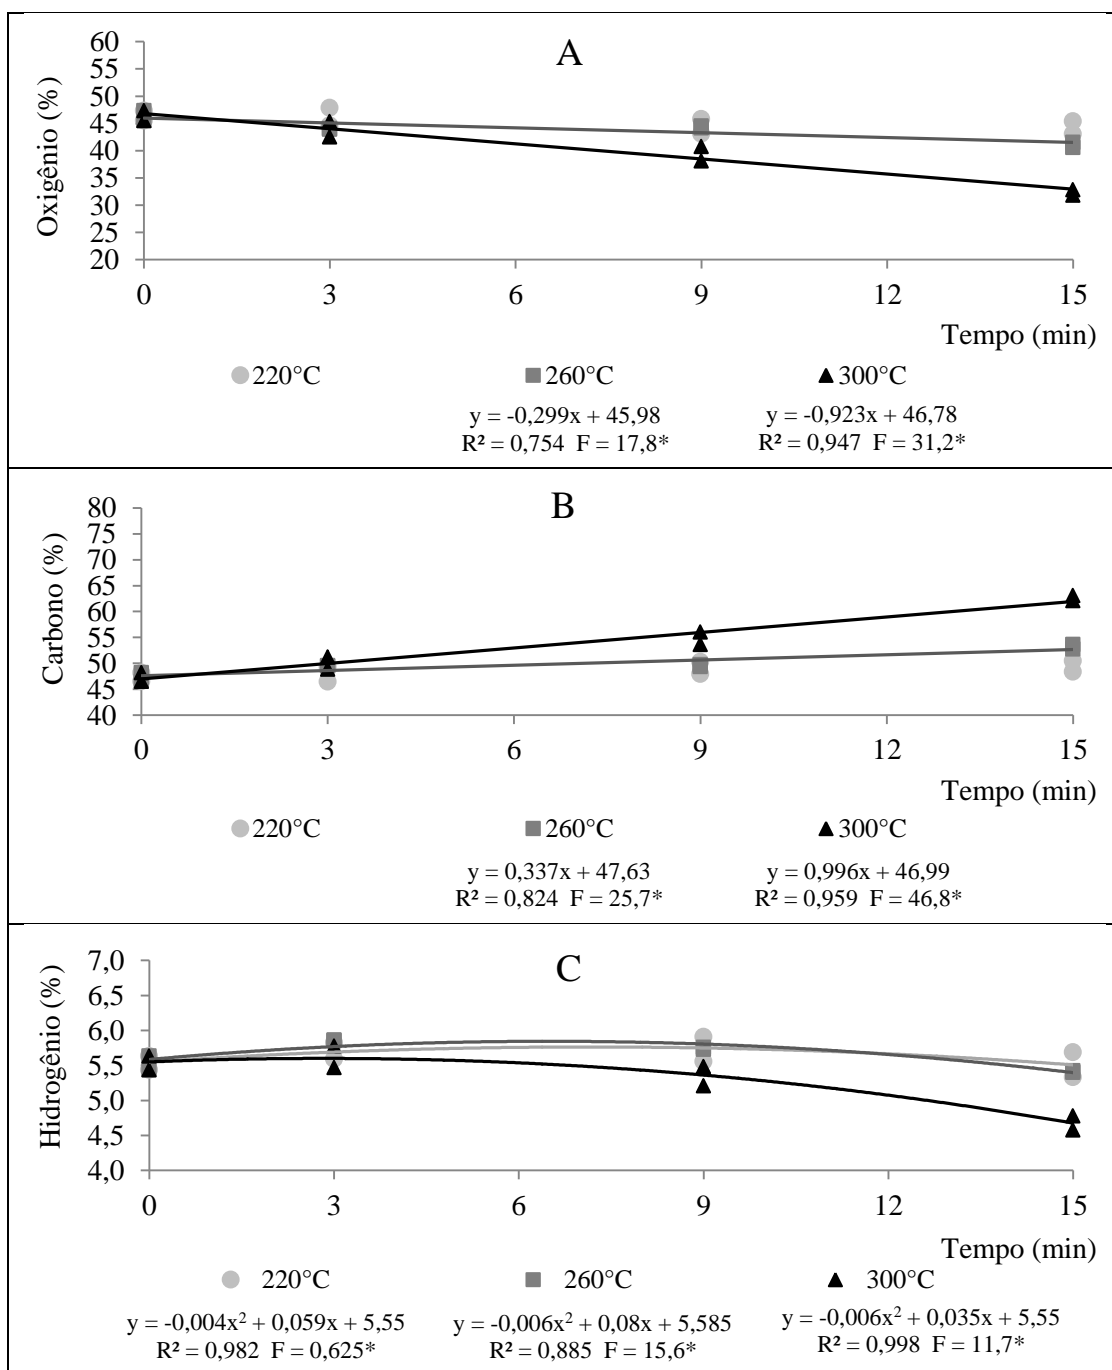 A
Oxigênio (%)
60
55
50
45
40
35
30
25
20
0 3 6 9 12 15
Tempo (min)
220°C 260°C 300°C
y = -0,299x + 45,98 y = -0,923x + 46,78
R² = 0,754 F = 17,8* R² = 0,947 F = 31,2*
B
Carbono (%)
80
75
70
65
60
55
50
45
40
0 3 6 9 12 15
Tempo (min)
220°C 260°C 300°C
y = 0,337x + 47,63 y = 0,996x + 46,99
R² = 0,824 F = 25,7* R² = 0,959 F = 46,8*
C
Hidrogênio (%)
7,0
6,5
6,0
5,5
5,0
4,5
4,0
0 3 6 9 12 15
Tempo (min)
220°C 260°C 300°C
y = -0,004x² + 0,059x + 5,55 y = -0,006x² + 0,08x + 5,585 y = -0,006x² + 0,035x + 5,55
R² = 0,982 F = 0,625* R² = 0,885 F = 15,6* R² = 0,998 F = 11,7*